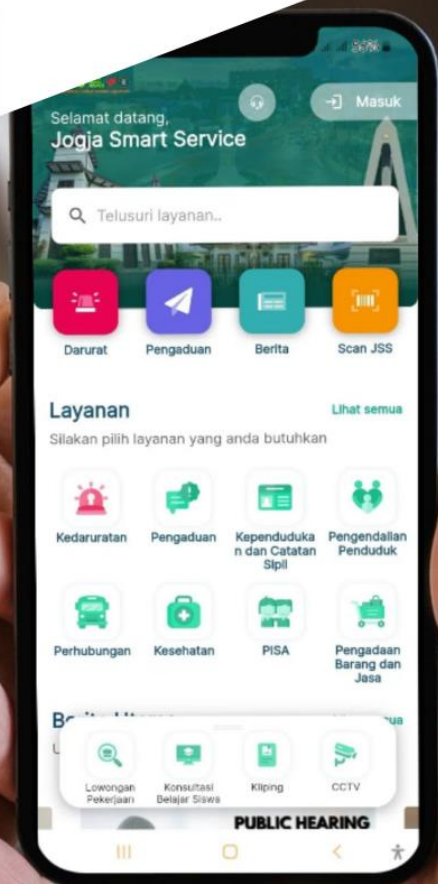 56%
Masuk
Selamat datang,
Jogja Smart Service
Telusuri layanan..
Darurat
Pengaduan
Berita
Scan JSS
Layanan
Lihat semua
Silakan pilih layanan yang anda butuhkan
Kedaruratan
Pengaduan
Kependuduka
n dan Catatan
Sipil
Pengendalian
Penduduk
Perhubungan
Kesehatan
PISA
Pengadaan
Barang dan
Jasa
Lowongan
Pekerjaan
Konsultasi
Belajar Siswa
Kliping
CCTV
PUBLIC HEARING